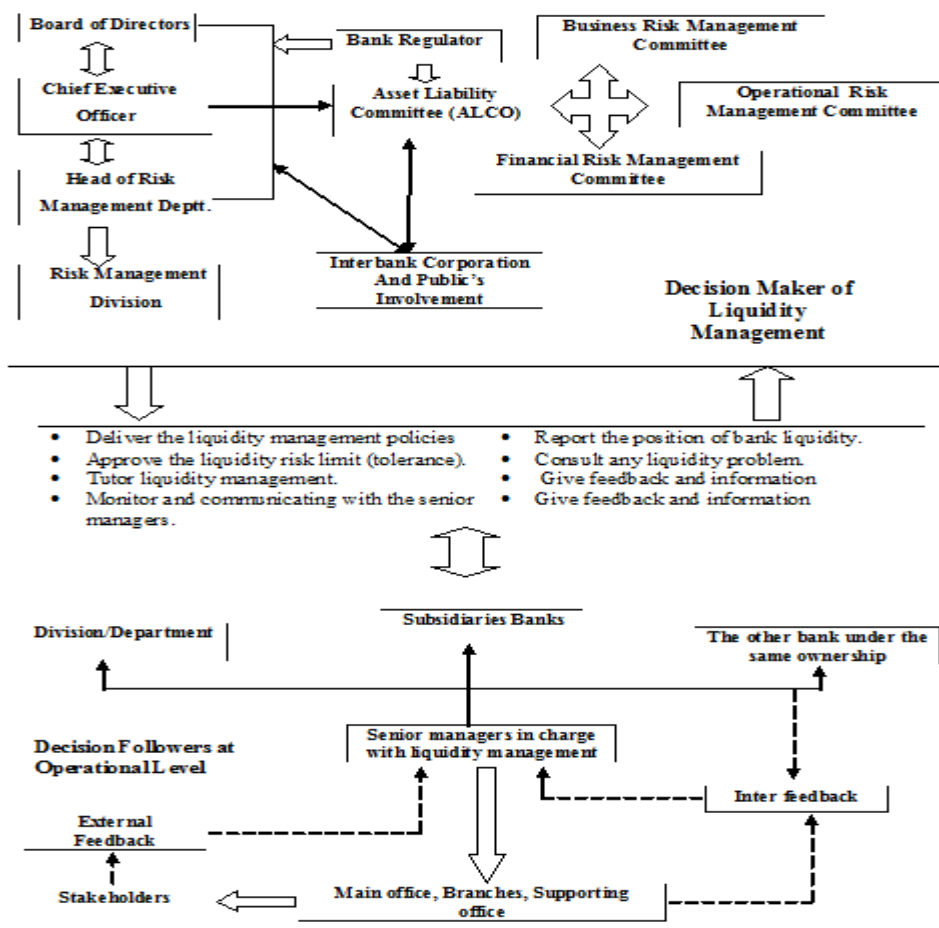 Board of Directors
Bank Regulator
Business Risk Management
Committee
Chief Executive
Officer
Asset Liability
Committee (ALCO)
Operational Risk
Management Committee
Financial Risk Management
Committee
Head of Risk
Management Deptt.
Interbank Corporation
And Public's
Involvement
Risk Management
Division
Decision Maker of
Liquidity
Management
• Deliver the liquidity management policies
• Approve the liquidity risk limit (tolerance).
• Tutor liquidity management.
• Monitor and communicating with the senior
managers.
• Report the position of bank liquidity.
• Consult any liquidity problem.
• Give feedback and information
• Give feedback and information
Division/Department
Subsidiaries Banks
The other bank under the
same ownership
Senior managers in charge
with liquidity management
Decision Followers at
Operational Level
Inter feedback
External
Feedback
Stakeholders
Main office, Branches, Supporting
office